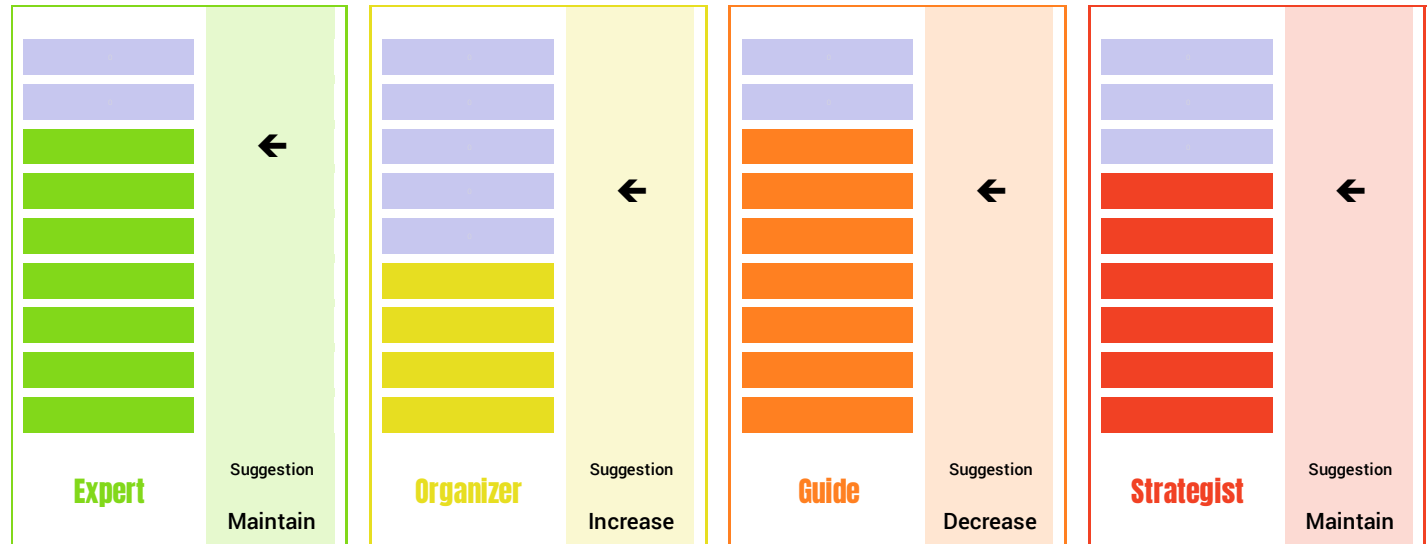 Expert
Suggestion
Maintain
Organizer
Suggestion
Increase
Guide
Suggestion
Decrease
Strategist
Suggestion
Maintain